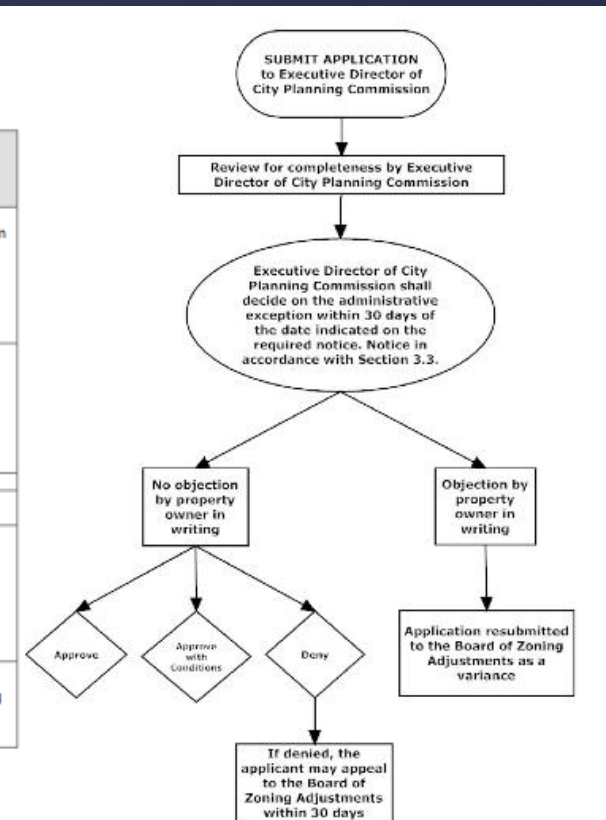 SUBMIT APPLICATION
to Executive Director of
City Planning Commission
Review for completeness by Executive
Director of City Planning Commission
Executive Director of City
Planning Commission shall
decide on the administrative
exception within 30 days of
the date indicated on the
required notice. Notice in
accordance with Section 3.3.
No objection
by property
owner in
writing
Objection by
property
owner in
writing
Approve
Approve
with
Conditions
Deny
Application resubmitted
to the Board of Zoning
Adjustments as a
variance
If denied, the
applicant may appeal
to the Board of
Zoning Adjustments
within 30 days